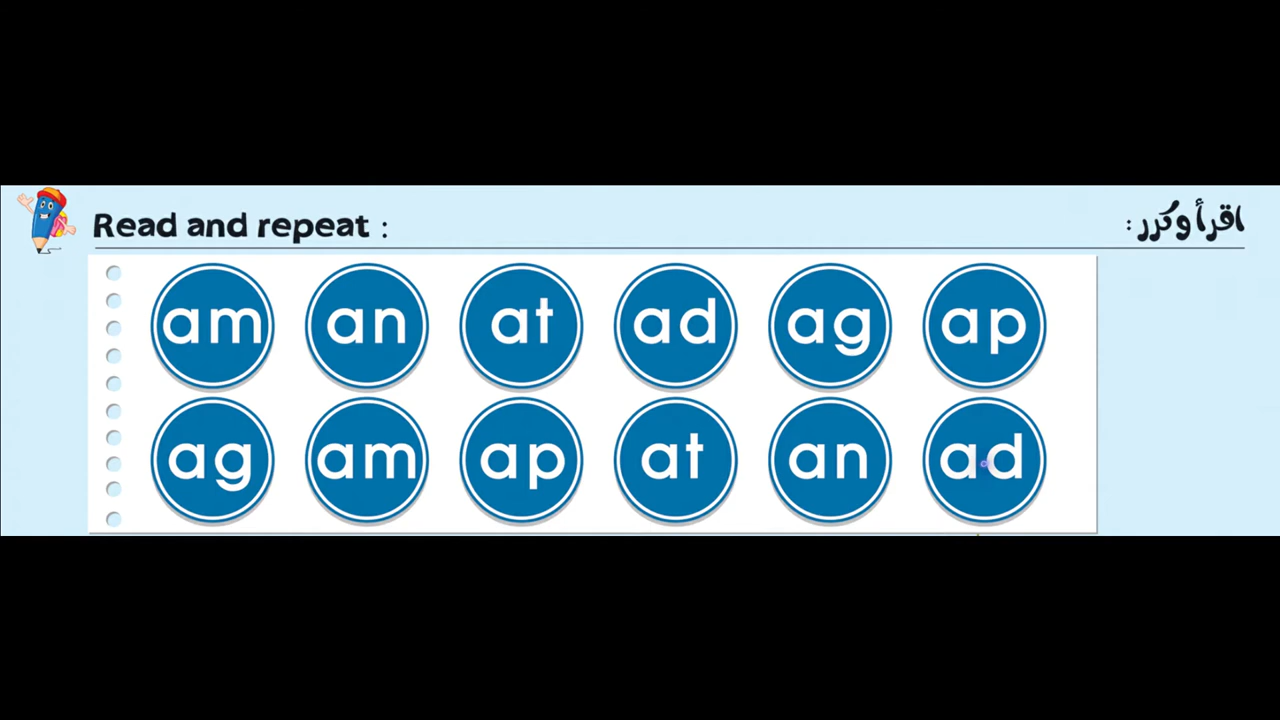 Read and repeat :
اقرأ وكرر :
am an at ad ag ap
ag am ap at an ad